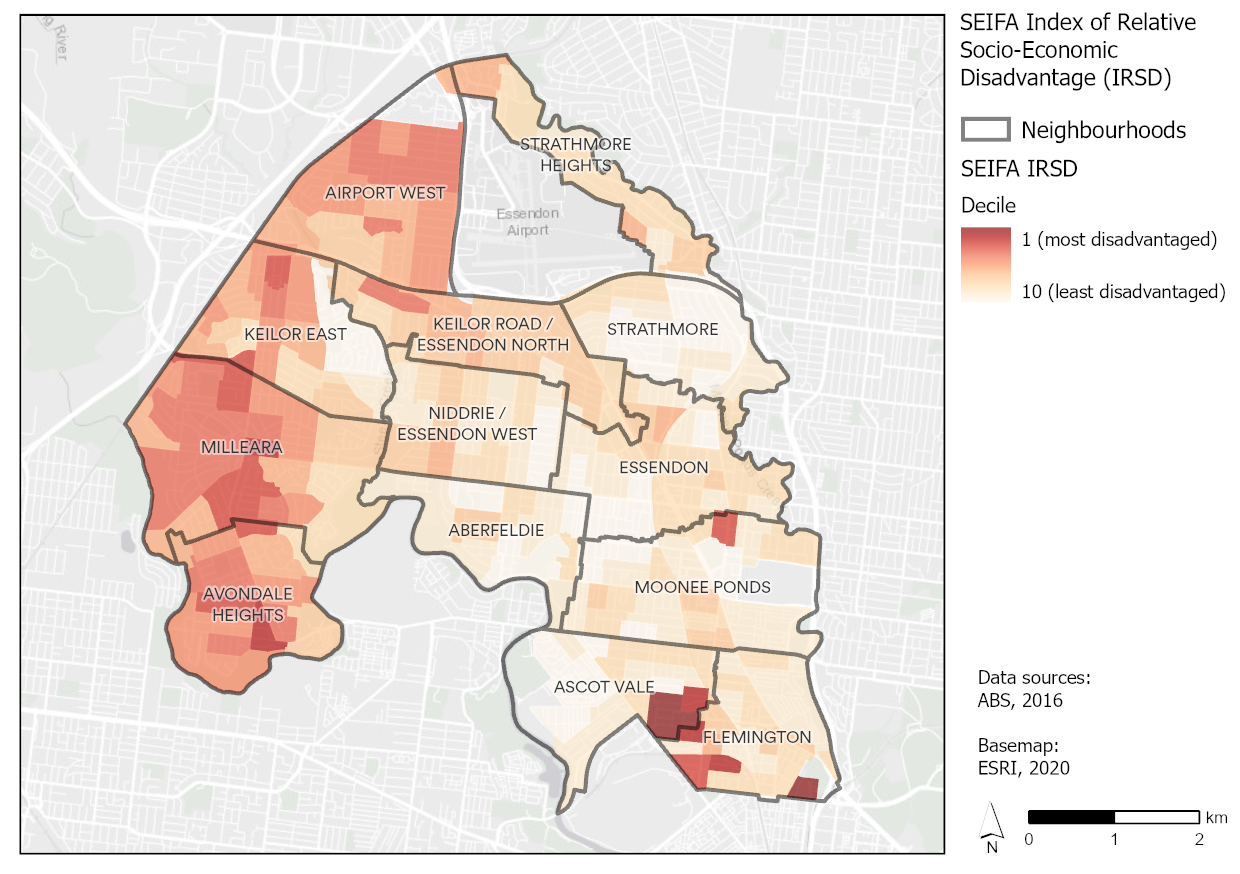 SEIFA Index of Relative
Socio-Economic
Disadvantage (IRSD)
Neighbourhoods
SEIFA IRSD
Decile
1 (most disadvantaged)
10 (least disadvantaged)
River
STRATHMORE
HEIGHTS
AIRPORT WEST
Essendon
Airport
KEILOR EAST
KEILOR ROAD /
ESSENDON NORTH
STRATHMORE
NIDDRIE /
ESSENDON WEST
MILLEARA
ESSENDON
ABERFELDIE
MOONEE PONDS
AVONDALE
HEIGHTS
ASCOT VALE
FLEMINGTON
Data sources:
ABS, 2016
Basemap:
ESRI, 2020
N
km
0 1 2